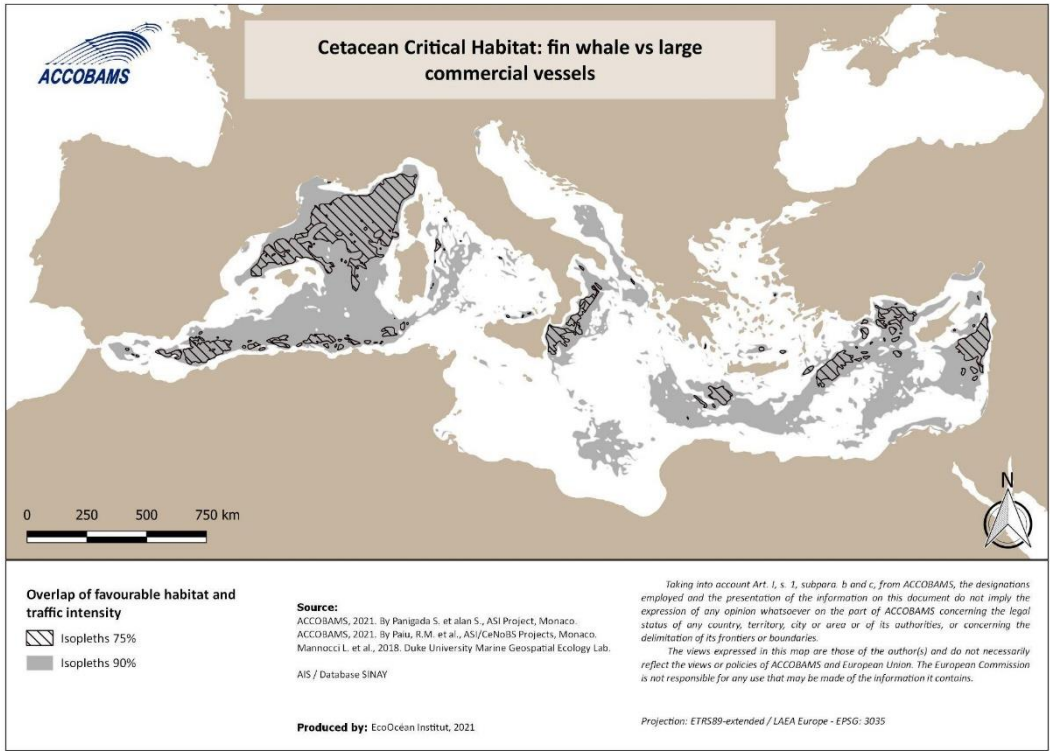 ACCOBAMS
Cetacean Critical Habitat: fin whale vs large
commercial vessels
N
0 250 500 750 km
Overlap of favourable habitat and
traffic intensity
Isopleths 75%
Isopleths 90%
Source:
ACCOBAMS, 2021. By Panigada S. et alan S., ASI Project, Monaco.
ACCOBAMS, 2021. By Paiu, R.M. et al., ASI/CeNoBS Projects, Monaco.
Mannocci L. et al., 2018. Duke University Marine Geospatial Ecology Lab.
AIS / Database SINAY
Produced by: EcoOcéan Institut, 2021
Taking into account Art. I, s. 1, subpara. b and c, from ACCOBAMS, the designations
employed and the presentation of the information on this document do not imply the
expression of any opinion whatsoever on the part of ACCOBAMS concerning the legal
status of any country, territory, city or area or of its authorities, or concerning the
delimitation of its frontiers or boundaries.
The views expressed in this map are those of the author(s) and do not necessarily
reflect the views or policies of ACCOBAMS and European Union. The European Commission
is not responsible for any use that may be made of the information it contains.
Projection: ETRS89-extended / LAEA Europe - EPSG: 3035